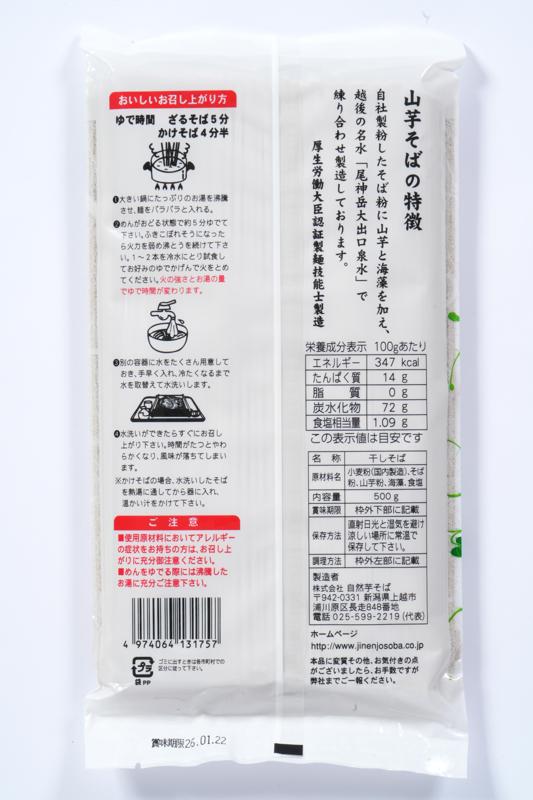 山芋そばの特徴
自社製粉したそば粉に山芋と海藻を加え、
越後の名水「尾神岳大出口泉水」で
練り合わせ製造しております。
厚生労働大臣認証製麺技能士製造
おいしいお召し上がり方
ゆで時間 ざるそば5分
かけそば4分半
❶大きい鍋にたっぷりのお湯を沸騰
させ、麺をパラパラと入れる。
❷めんがおどる状態で約5分ゆでて
下さい。ふきこぼれそうになった
ら火力を弱め沸とうを続けて下さ
い。1～2本を冷水にとり試食し
てお好みのゆでかげんで火をとめ
てください。火の強さとお湯の量
でゆで時間が変わります。
❸別の容器に水をたくさん用意して
おき、手早く入れ、冷たくなるまで
水を取替えて水洗いします。
❹水洗いができたらすぐにお召し
上がり下さい。時間がたつとやわ
らかくなり、風味が落ちてしまい
ます。
※かけそばの場合、水洗いしたそば
を熱湯に通してから器に入れ、
温かい汁をかけて下さい。
ご注意
■使用原材料においてアレルギー
の症状をお持ちの方は、お召し上
がりに充分御注意ください。
■めんをゆでる際には沸騰した
お湯に充分ご注意下さい。
4 974064 131757
プラ
袋 PP
ゴミに出すときは各市町村での
区分に従って下さい。
栄養成分表示 100gあたり
エネルギー 347 kcal
たんぱく質 14 g
脂質 0 g
炭水化物 72 g
食塩相当量 1.09 g
この表示値は目安です
名称 干しそば
原材料名 小麦粉(国内製造)、そば
粉、山芋粉、海藻、食塩
内容量 500g
賞味期限 枠外下部に記載
保存方法 直射日光と湿気を避け
涼しい場所に常温で
保存して下さい。
調理方法 枠外左部に記載
製造者
株式会社 自然芋そば
〒942-0331 新潟県上越市
浦川原区長走848番地
電話 025-599-2219 (代表)
ホームページ
http://www.jinenjosoba.co.jp
本品に変質その他、お気付きの点
がございましたら、お手数ですが
弊社までご一報ください。
賞味期限26.01.22